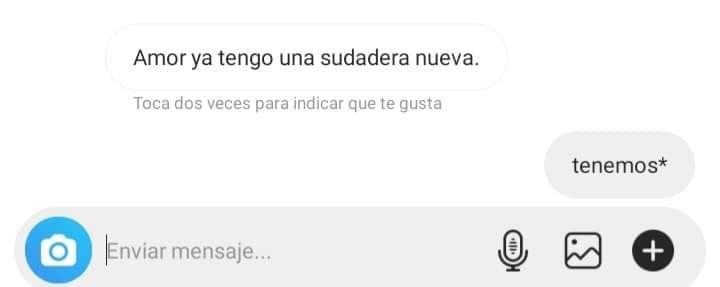 Amor ya tengo una sudadera nueva.
Toca dos veces para indicar que te gusta
tenemos*
Enviar mensaje...